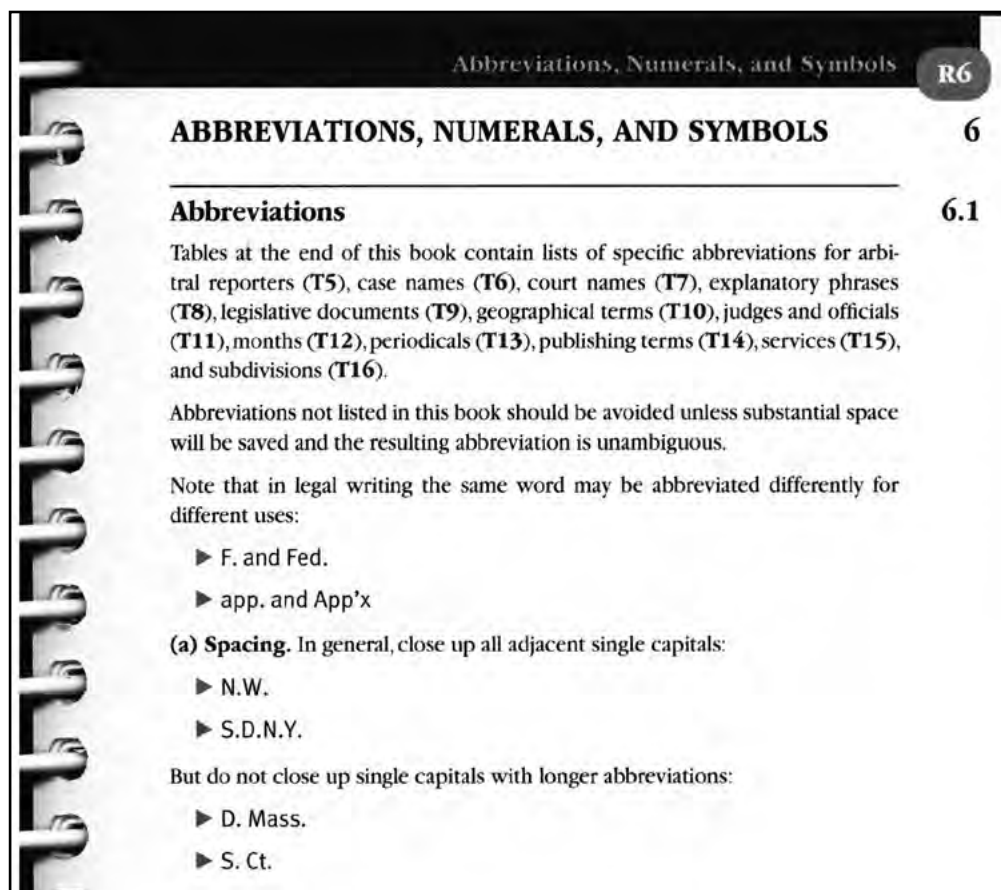 Abbreviations, Numerals, and Symbols R6
ABBREVIATIONS, NUMERALS, AND SYMBOLS 6
Abbreviations 6.1
Tables at the end of this book contain lists of specific abbreviations for arbi-
tral reporters (T5), case names (T6), court names (T7), explanatory phrases
(T8), legislative documents (T9), geographical terms (T10), judges and officials
(T11), months (T12), periodicals (T13), publishing terms (T14), services (T15),
and subdivisions (T16).
Abbreviations not listed in this book should be avoided unless substantial space
will be saved and the resulting abbreviation is unambiguous.
Note that in legal writing the same word may be abbreviated differently for
different uses:
▶ F. and Fed.
▶ app. and App'x
(a) Spacing. In general, close up all adjacent single capitals:
▶ N.W.
▶ S.D.N.Y.
But do not close up single capitals with longer abbreviations:
▶ D. Mass.
▶ S. Ct.